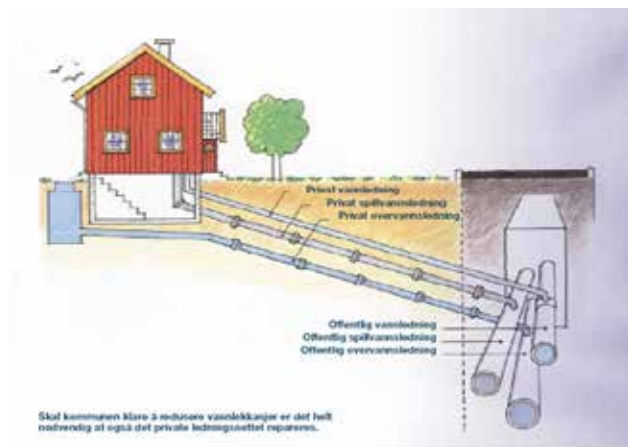 Privat vannledning
Privat spillvannsledning
Privat overvannsledning
Offentlig vannledning
Offentlig spillvannsledning
Offentlig overvannsledning
Skal kommunen klare å redusere vannlekkasjer er det helt
nødvendig at også det private ledningsnettet repareres.